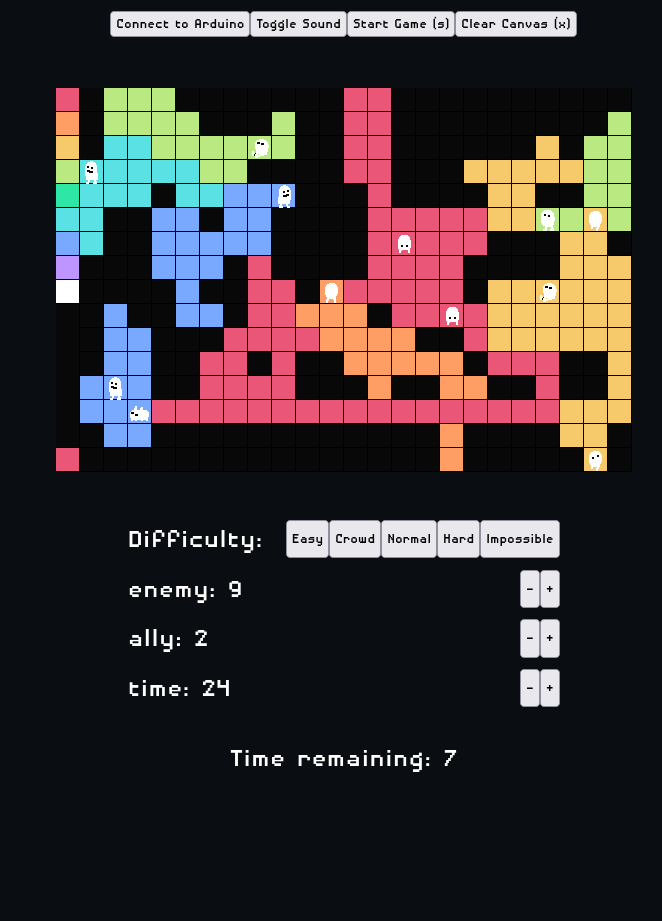 Connect to Arduino Toggle Sound Start Game (s) Clear Canvas (x)
Difficulty: Easy Crowd Normal Hard Impossible
enemy: 9 - +
ally: 2 - +
time: 24 - +
Time remaining: 7